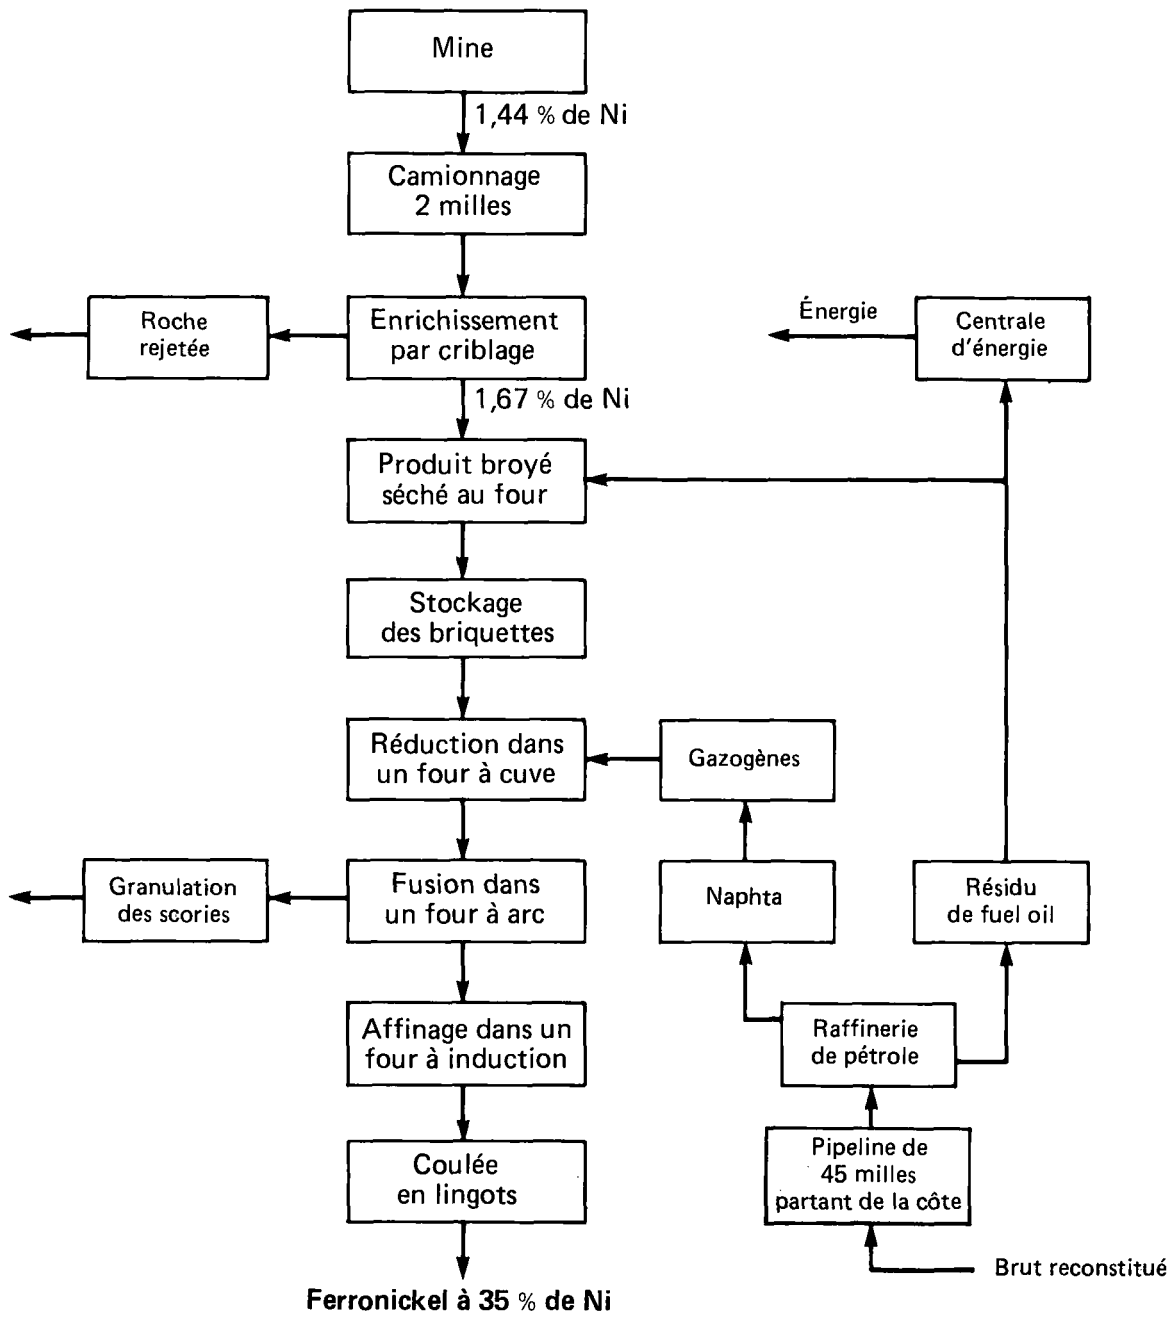 Mine
1,44 % de Ni
Camionnage
2 milles
Roche
rejetée
Enrichissement
par criblage
Énergie
Centrale
d'énergie
1,67 % de Ni
Produit broyé
séché au four
Stockage
des briquettes
Réduction dans
un four à cuve
Gazogènes
Granulation
des scories
Fusion dans
un four à arc
Naphta
Résidu
de fuel oil
Affinage dans un
four à induction
Raffinerie
de pétrole
Coulée
en lingots
Pipeline de
45 milles
partant de la côte
Brut reconstitué
Ferronickel à 35 % de Ni